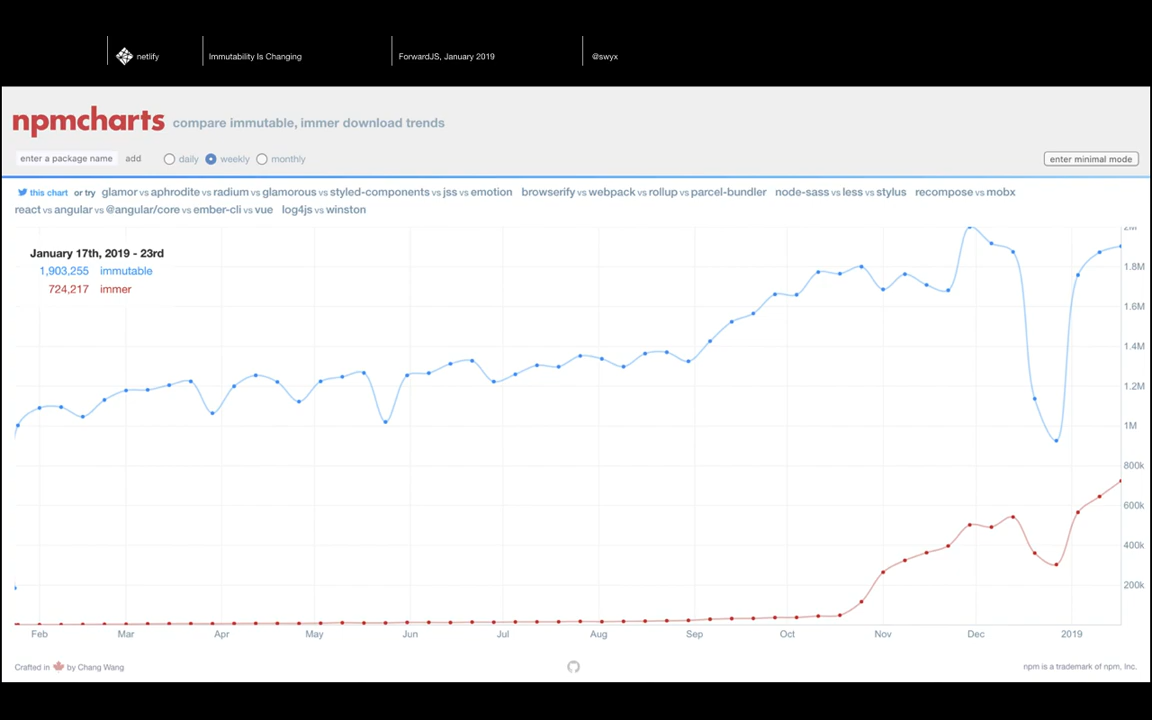 netlify
Immutability Is Changing
ForwardJS, January 2019
@swyx
npmcharts compare immutable, immer download trends
enter a package name add daily weekly monthly enter minimal mode
this chart or try glamor vs aphrodite vs radium vs glamorous vs styled-components vs jss vs emotion browserify vs webpack vs rollup vs parcel-bundler node-sass vs less vs stylus recompose vs mobx
react vs angular vs @angular/core vs ember-cli vs vue log4js vs winston
2M
January 17th, 2019 - 23rd
1,903,255 immutable
724,217 immer
1.8M
1.6M
1.4M
1.2M
1M
800k
600k
400k
200k
Feb Mar Apr May Jun Jul Aug Sep Oct Nov Dec 2019
Crafted in by Chang Wang
npm is a trademark of npm, Inc.